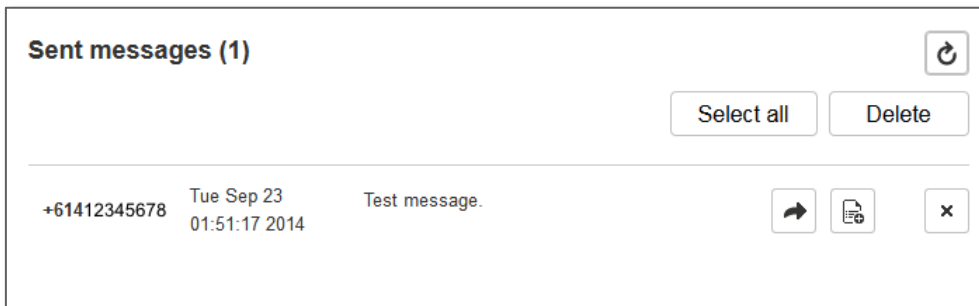 Sent messages (1)
Select all
Delete
+61412345678
Tue Sep 23
01:51:17 2014
Test message.